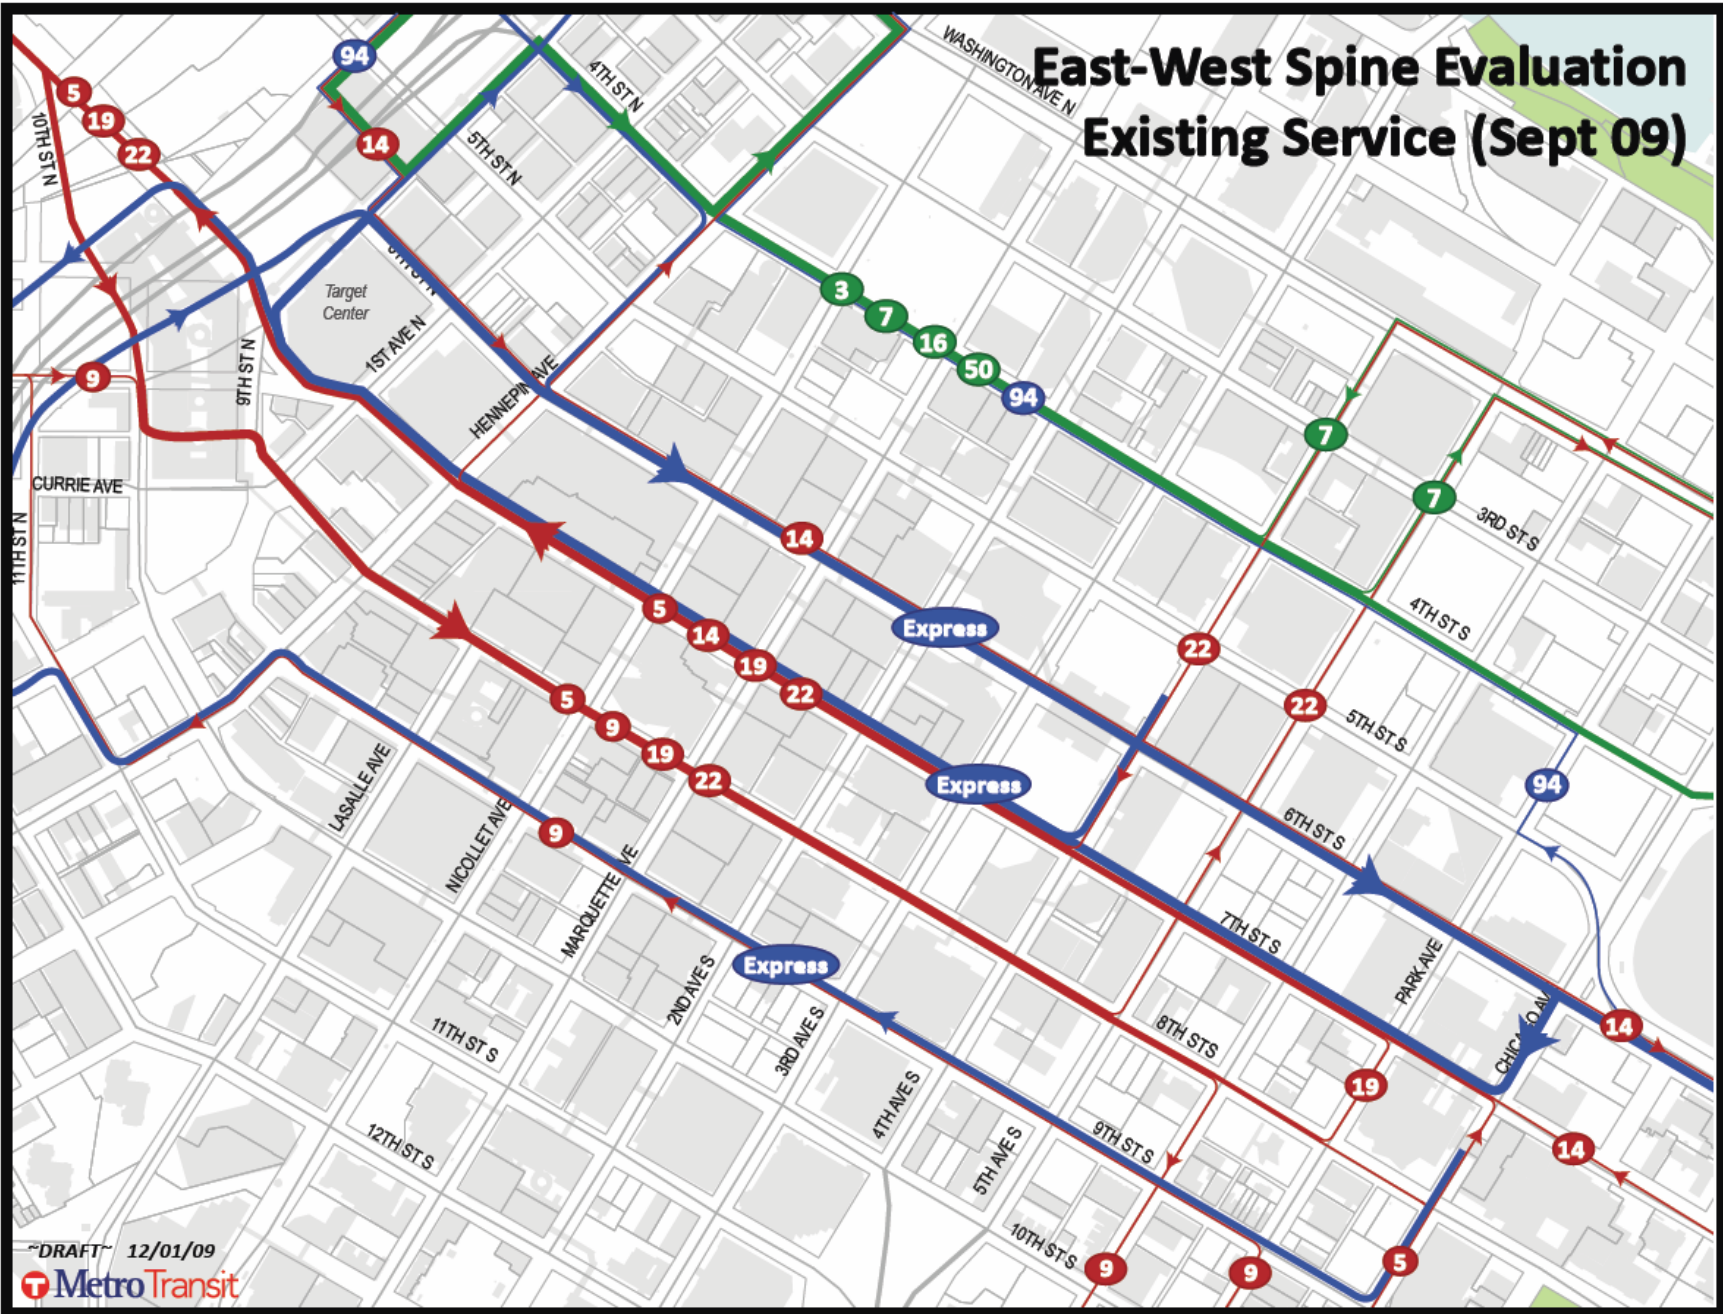 East-West Spine Evaluation
Existing Service (Sept 09)
WASHINGTON AVE N
94
4TH ST N
5
19
22
10TH ST N
14
5TH ST N
Target
Center
1ST AVE N
9TH ST N
HENNEPIN AVE
9
CURRIE AVE
11TH ST N
3
7
16
50
94
7
7
3RD ST S
4TH ST S
14
Express
22
22
5TH ST S
5
14
19
22
Express
94
6TH ST S
5
9
19
22
LASALLE AVE
NICOLLET AVE
9
MARQUETTE AVE
Express
2ND AVE S
3RD AVE S
4TH AVE S
5TH AVE S
7TH ST S
PARK AVE
CHICAGO AV
14
8TH ST S
19
14
9TH ST S
11TH ST S
12TH ST S
10TH ST S
9
9
5
~DRAFT~ 12/01/09
T MetroTransit